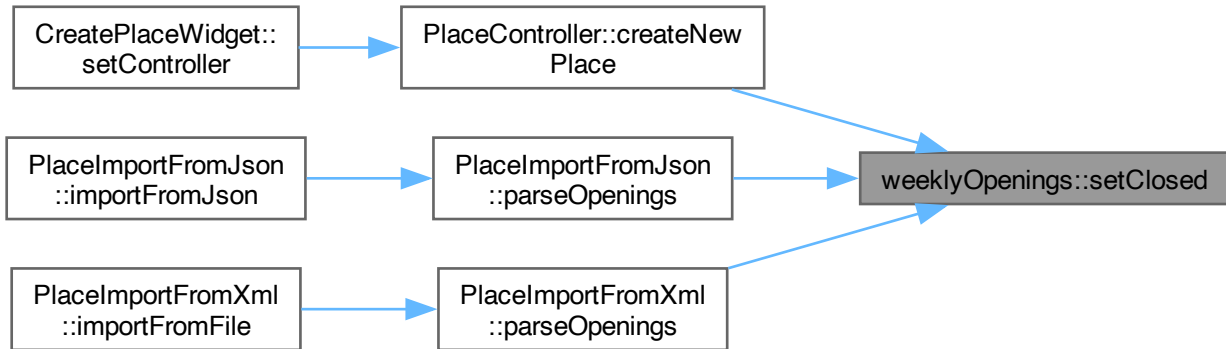 CreatePlaceWidget::
setController
PlaceController::createNew
Place
PlaceImportFromJson
::importFromJson
PlaceImportFromJson
::parseOpenings
weeklyOpenings::setClosed
PlaceImportFromXml
::importFromFile
PlaceImportFromXml
::parseOpenings